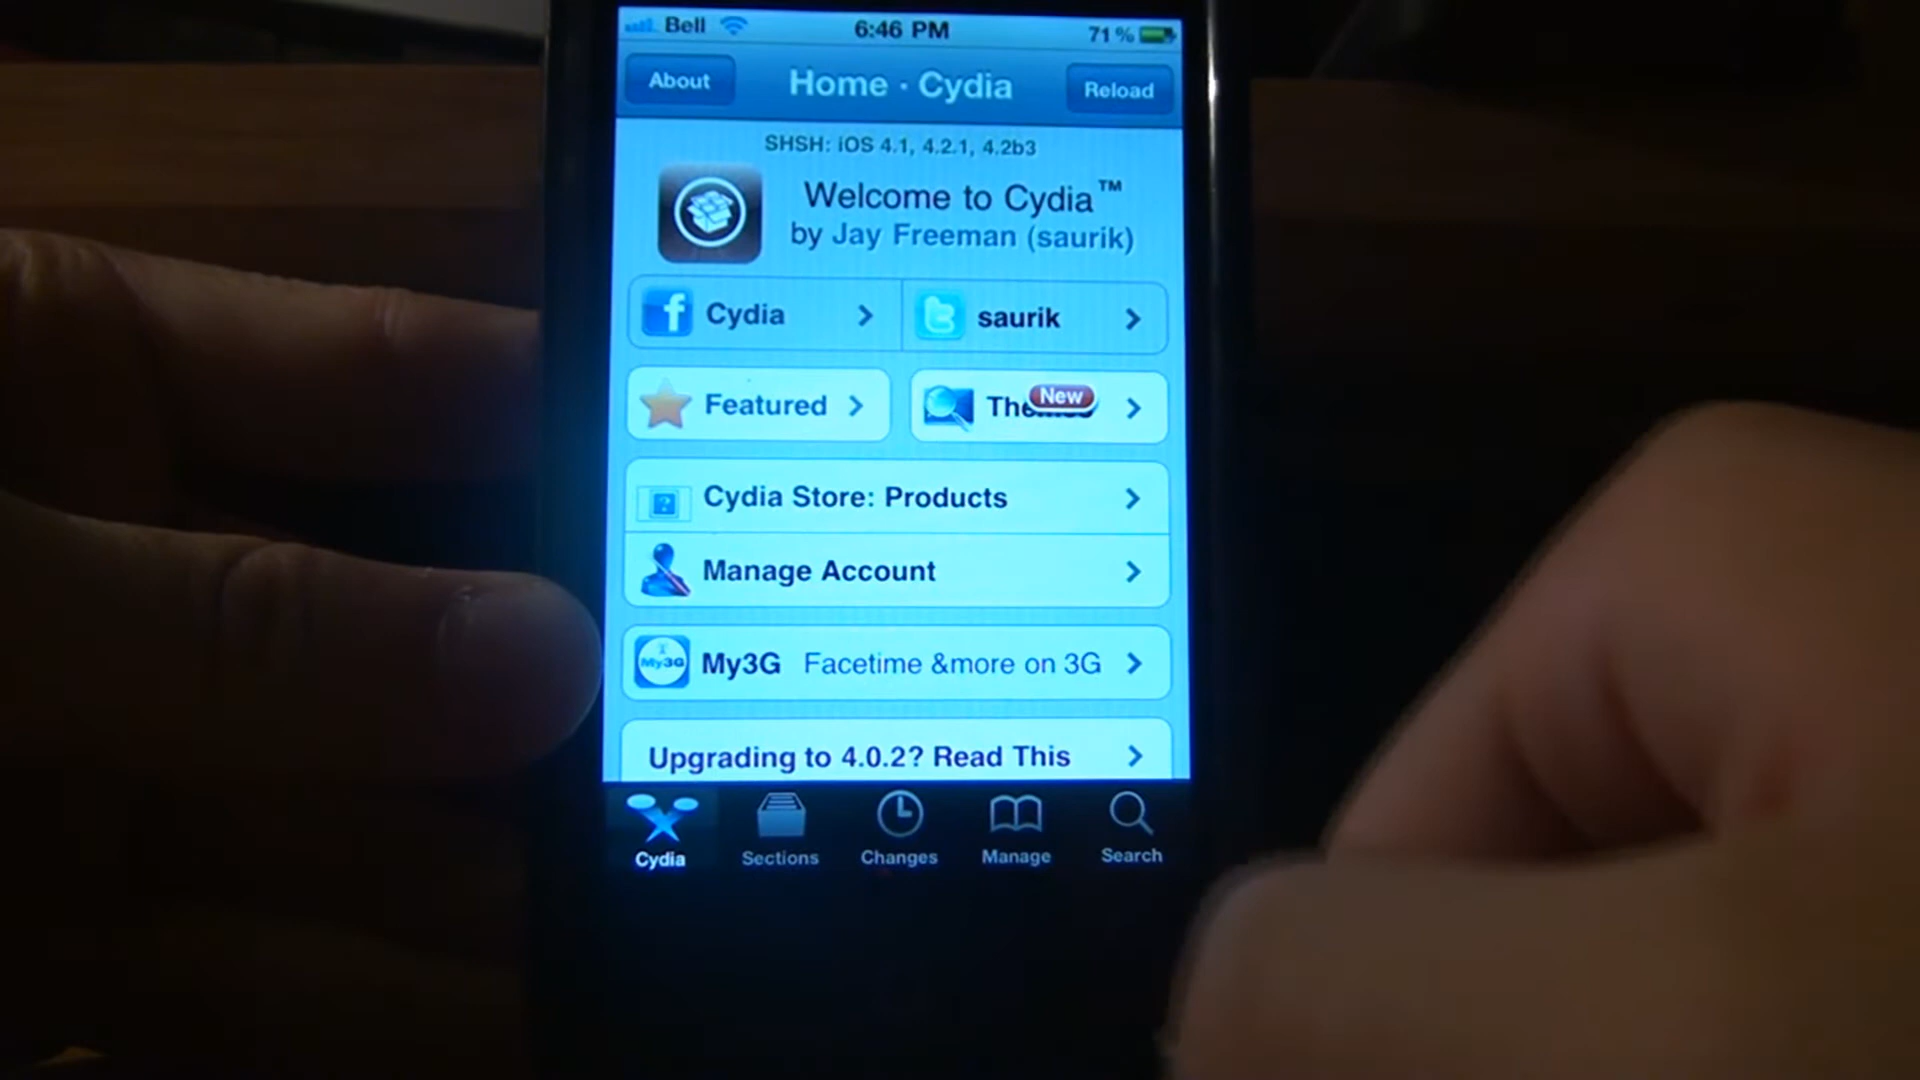 Bell 6:46 PM 71%
About Home · Cydia Reload
SHSH: iOS 4.1, 4.2.1, 4.2b3
Welcome to Cydia™
by Jay Freeman (saurik)
f Cydia t saurik
Featured New
Cydia Store: Products
Manage Account
My3G My3G Facetime &more on 3G
Upgrading to 4.0.2? Read This
Cydia Sections Changes Manage Search